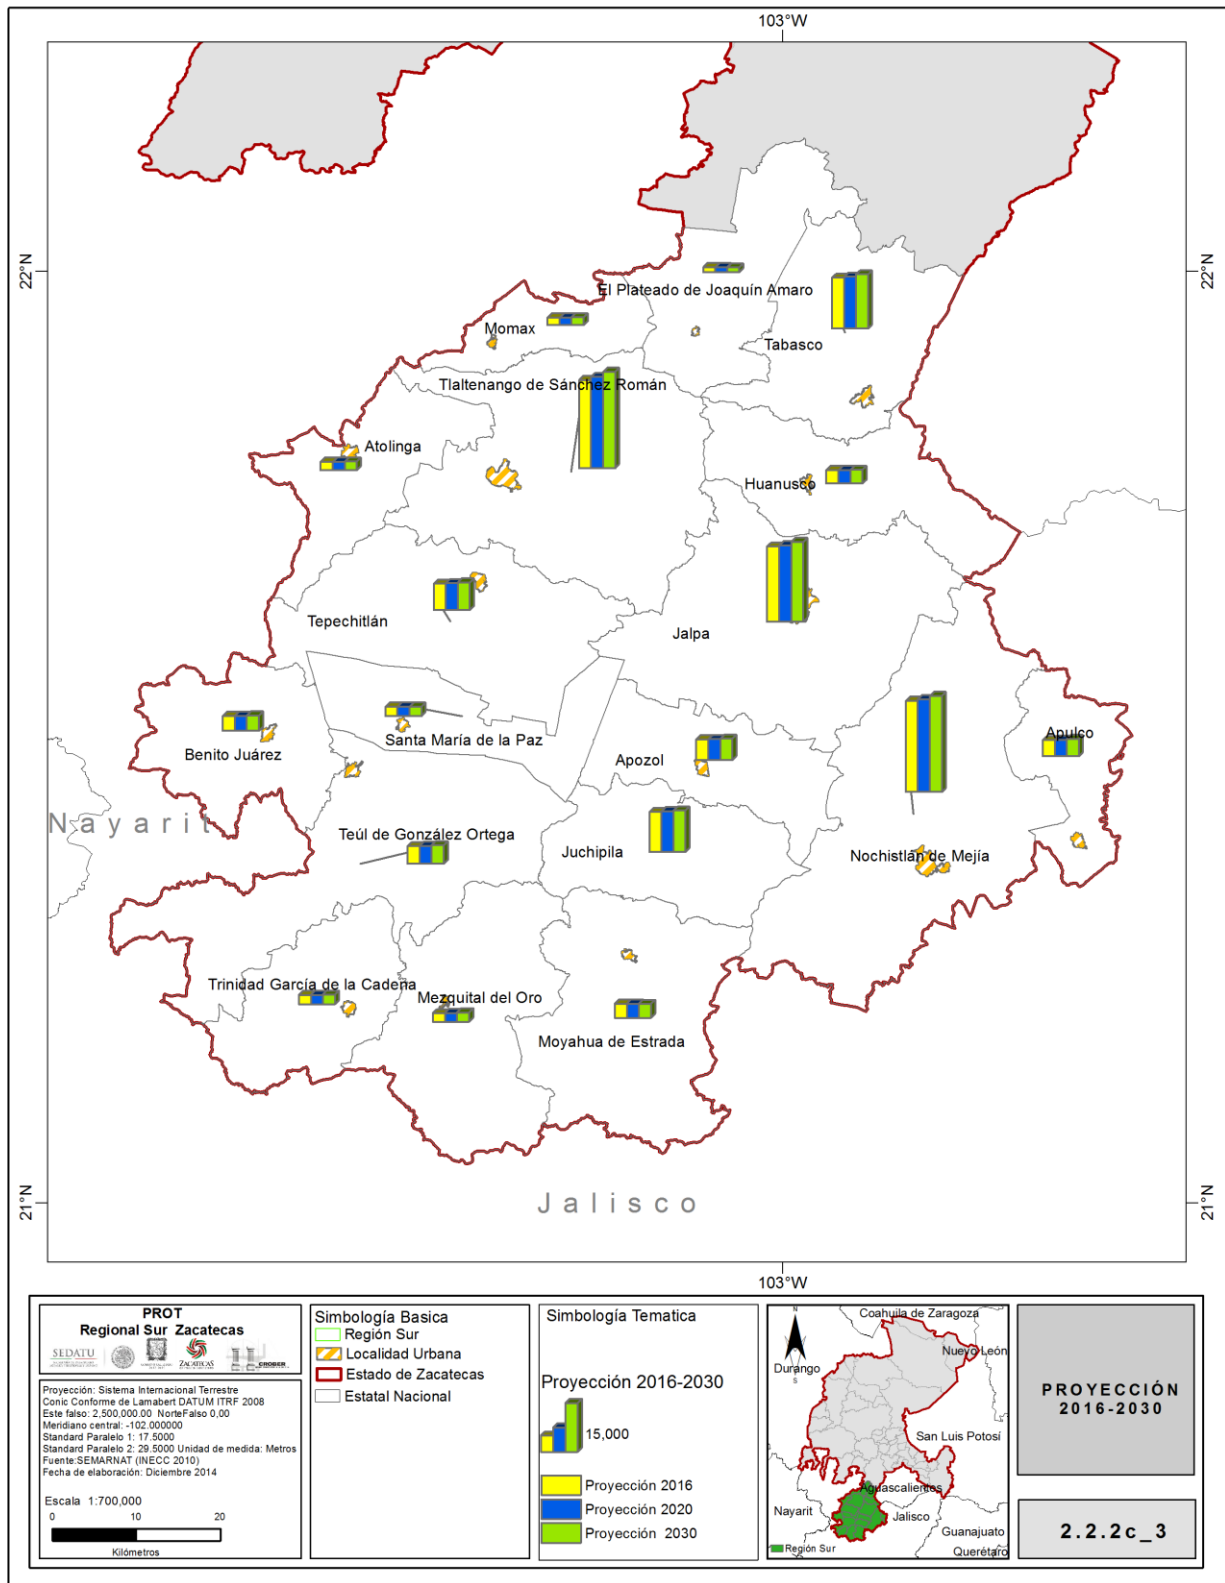 103°W
22°N
22°N
El Plateado de Joaquín Amaro
Momax
Tabasco
Tlaltenango de Sánchez Román
Atolinga
Huanusco
Tepechitlán
Jalpa
Santa María de la Paz
Benito Juárez
Apozol
Apulco
Nayarit
Teúl de González Ortega
Juchipila
Nochistlán de Mejía
Trinidad García de la Cadena
Mezquital del Oro
Moyahua de Estrada
Jalisco
21°N
21°N
103°W
PROT
Regional Sur Zacatecas
SEDATU
ZACATECAS
CROBER
Proyección: Sistema Internacional Terrestre
Conic Conforme de Lamabert DATUM ITRF 2008
Este falso: 2,500,000.00 NorteFalso 0,00
Meridiano central: -102.000000
Standard Paralelo 1: 17.5000
Standard Paralelo 2: 29.5000 Unidad de medida: Metros
Fuente:SEMARNAT (INECC 2010)
Fecha de elaboración: Diciembre 2014
Escala 1:700,000
0 10 20
Kilómetros
Simbología Basica
Región Sur
Localidad Urbana
Estado de Zacatecas
Estatal Nacional
Simbología Tematica
Proyección 2016-2030
15,000
Proyección 2016
Proyección 2020
Proyección 2030
N
S
Coahuila de Zaragoza
Nuevo León
Durango
San Luis Potosí
Aguascalientes
Nayarit
Jalisco
Guanajuato
Querétaro
Región Sur
PROYECCIÓN
2016-2030
2.2.2c_3